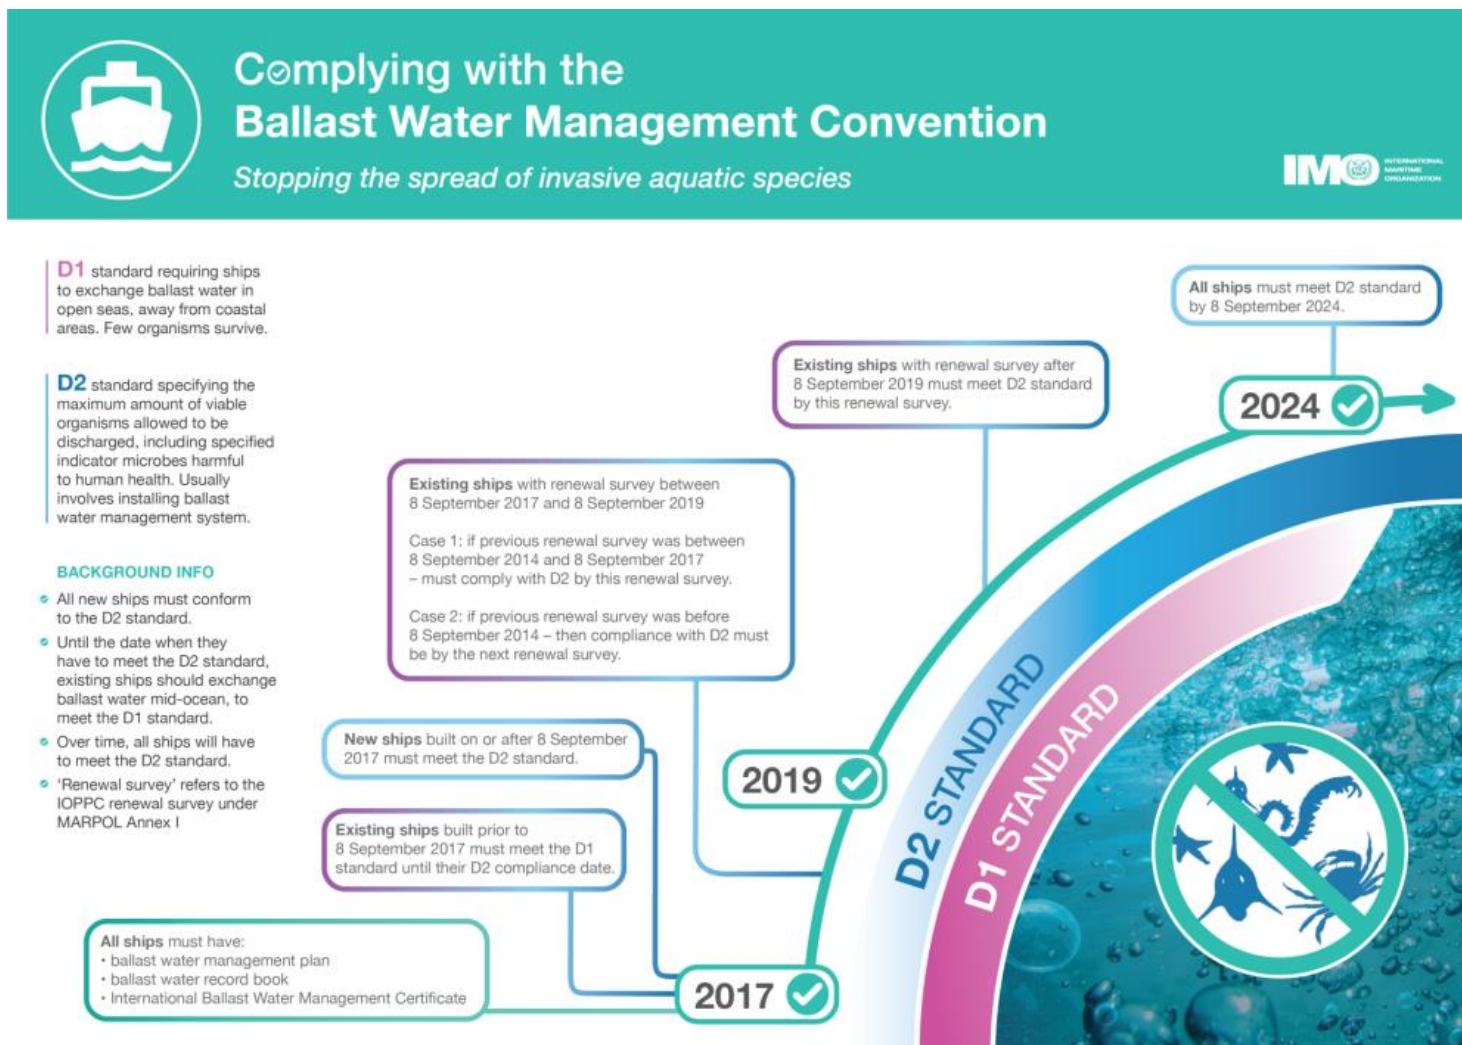 Complying with the
Ballast Water Management Convention
Stopping the spread of invasive aquatic species
IMO
INTERNATIONAL
MARITIME
ORGANIZATION
D1 standard requiring ships
to exchange ballast water in
open seas, away from coastal
areas. Few organisms survive.
D2 standard specifying the
maximum amount of viable
organisms allowed to be
discharged, including specified
indicator microbes harmful
to human health. Usually
involves installing ballast
water management system.
BACKGROUND INFO
All new ships must conform
to the D2 standard.
Until the date when they
have to meet the D2 standard,
existing ships should exchange
ballast water mid-ocean, to
meet the D1 standard.
Over time, all ships will have
to meet the D2 standard.
'Renewal survey' refers to the
IOPPC renewal survey under
MARPOL Annex I
All ships must meet D2 standard
by 8 September 2024.
2024
Existing ships with renewal survey after
8 September 2019 must meet D2 standard
by this renewal survey.
Existing ships with renewal survey between
8 September 2017 and 8 September 2019
Case 1: if previous renewal survey was between
8 September 2014 and 8 September 2017
– must comply with D2 by this renewal survey.
Case 2: if previous renewal survey was before
8 September 2014 – then compliance with D2 must
be by the next renewal survey.
2019
New ships built on or after 8 September
2017 must meet the D2 standard.
Existing ships built prior to
8 September 2017 must meet the D1
standard until their D2 compliance date.
All ships must have:
• ballast water management plan
• ballast water record book
• International Ballast Water Management Certificate
2017
D2 STANDARD
D1 STANDARD